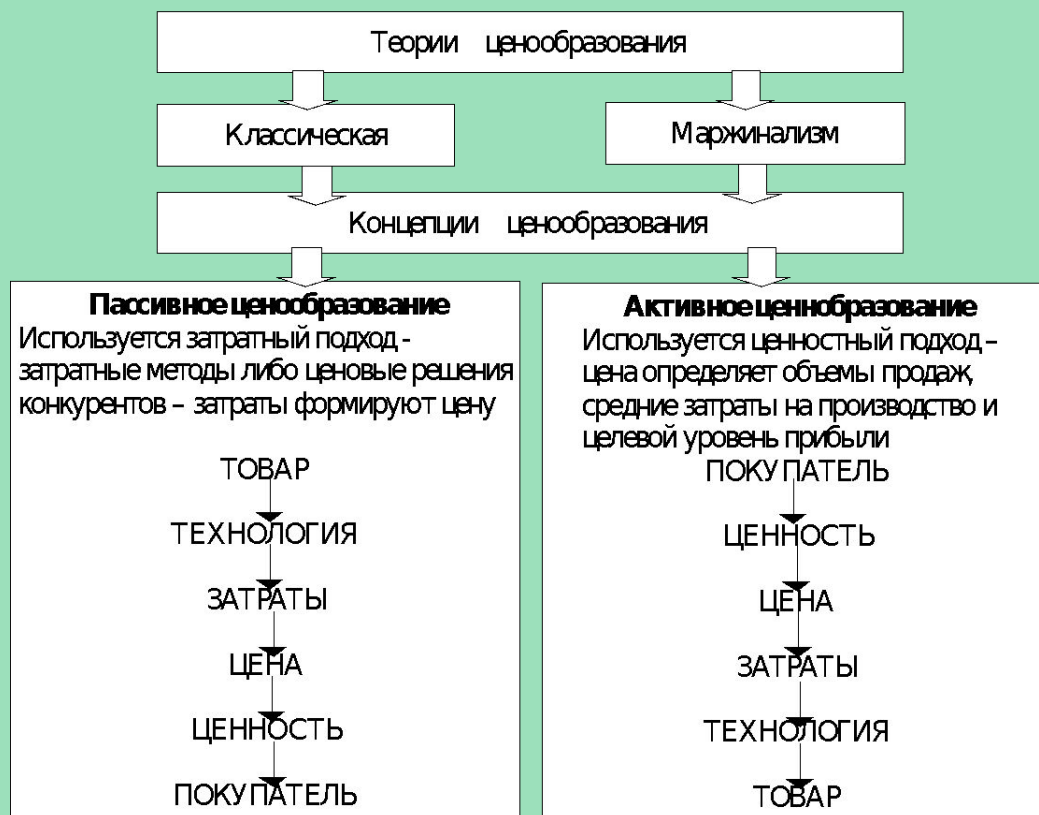 Теории ценообразования
Классическая
Маржинализм
Концепции ценообразования
Пассивное ценообразование
Используется затратный подход -
затратные методы либо ценовые решения
конкурентов – затраты формируют цену
ТОВАР
ТЕХНОЛОГИЯ
ЗАТРАТЫ
ЦЕНА
ЦЕННОСТЬ
ПОКУПАТЕЛЬ
Активное ценнобразование
Используется ценностный подход –
цена определяет объемы продаж,
средние затраты на производство и
целевой уровень прибыли
ПОКУПАТЕЛЬ
ЦЕННОСТЬ
ЦЕНА
ЗАТРАТЫ
ТЕХНОЛОГИЯ
ТОВАР